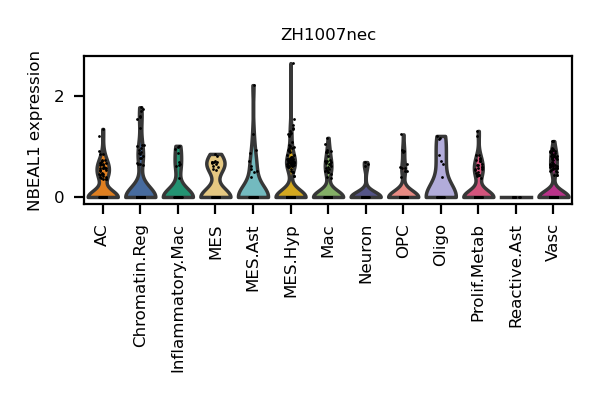 ZH1007nec
NBEAL1 expression
2
0
AC
Chromatin.Reg
Inflammatory.Mac
MES
MES.Ast
MES.Hyp
Mac
Neuron
OPC
Oligo
Prolif.Metab
Reactive.Ast
Vasc